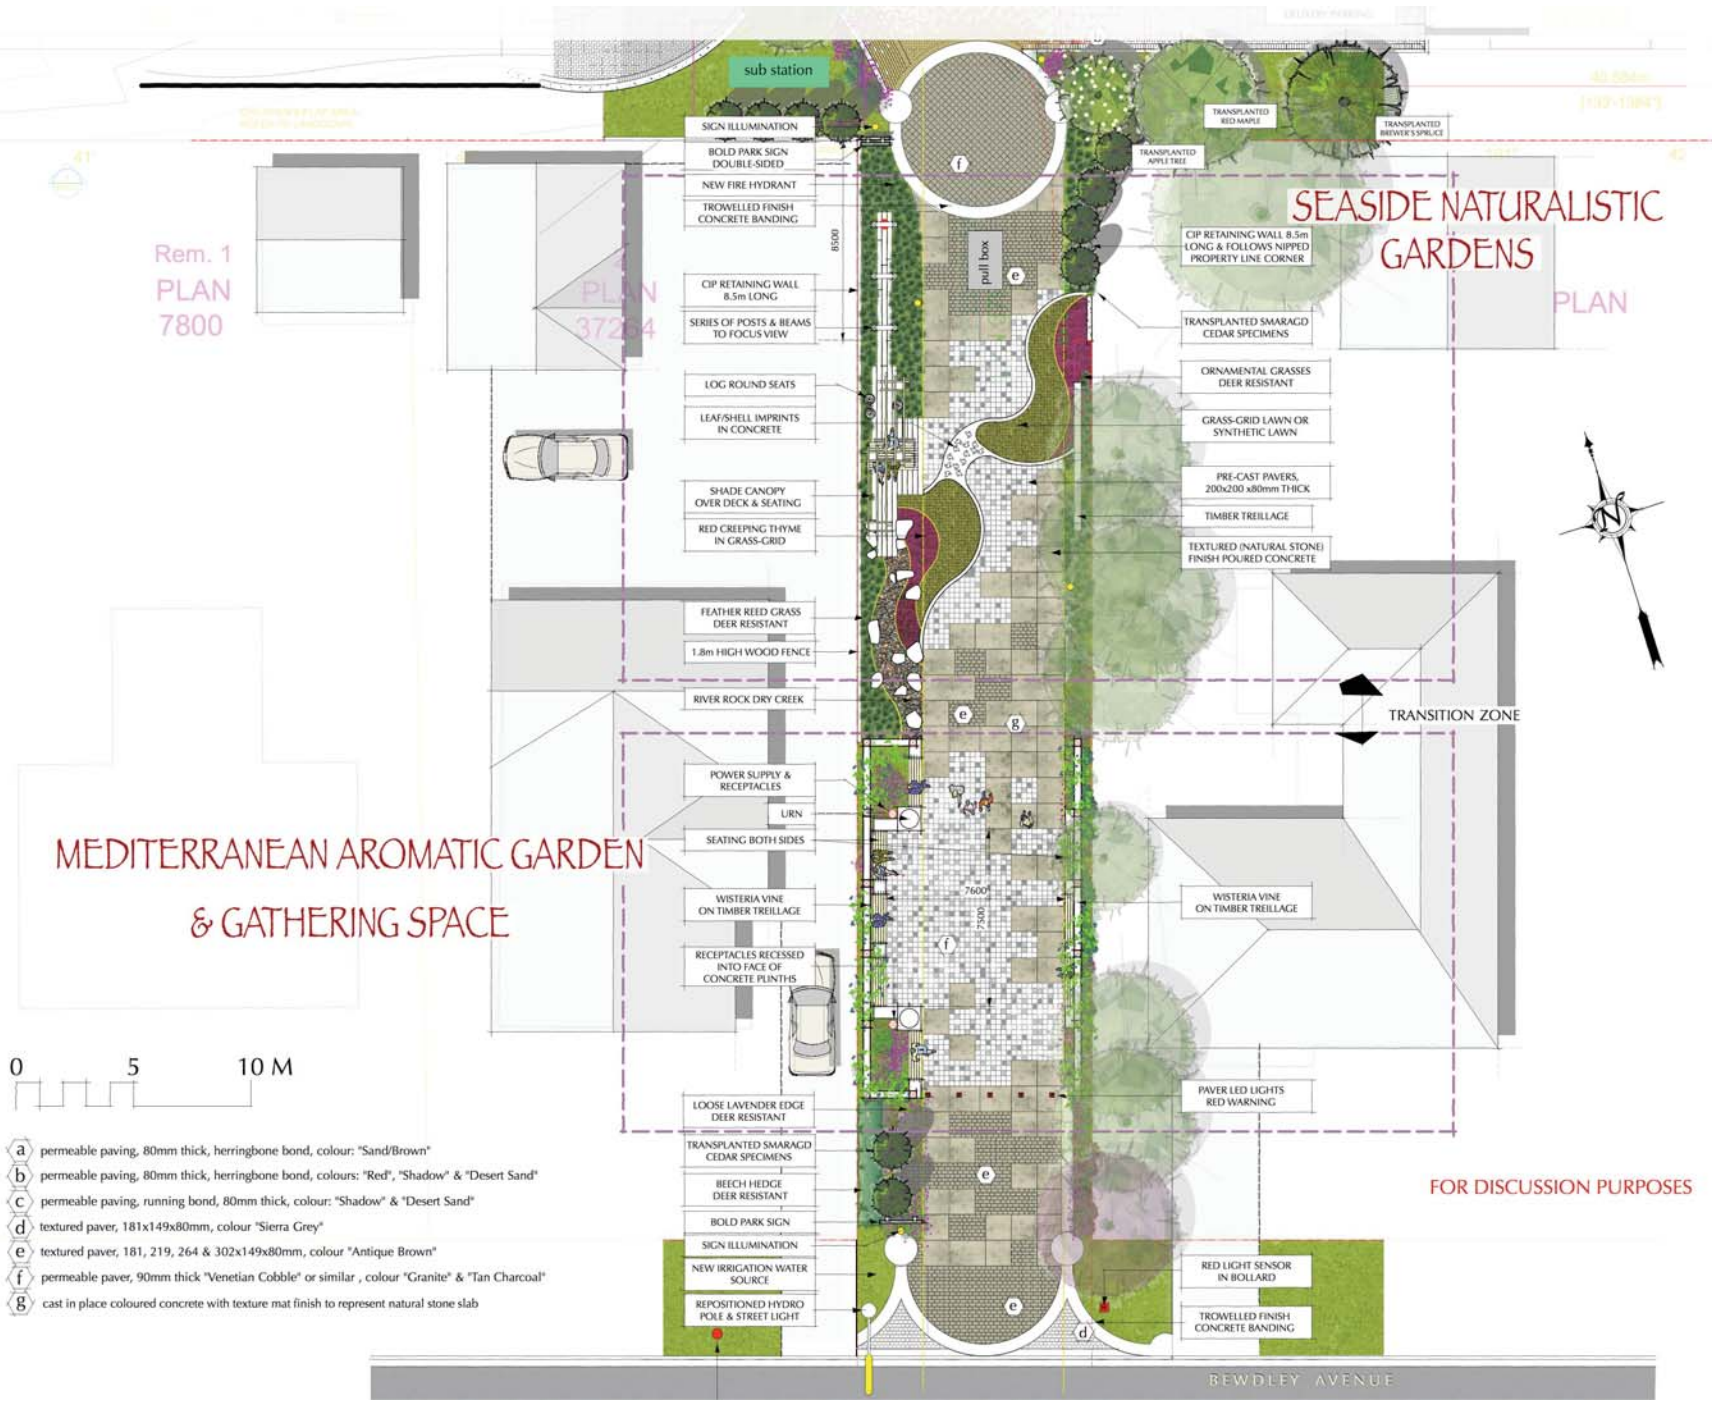 sub station
SIGN ILLUMINATION
BOLD PARK SIGN
DOUBLE-SIDED
NEW FIRE HYDRANT
TROWELLED FINISH
CONCRETE BANDING
8500
CIP RETAINING WALL
8.5m LONG
SERIES OF POSTS & BEAMS
TO FOCUS VIEW
LOG ROUND SEATS
LEAF/SHELL IMPRINTS
IN CONCRETE
SHADE CANOPY
OVER DECK & SEATING
RED CREEPING THYME
IN GRASS-GRID
FEATHER REED GRASS
DEER RESISTANT
1.8m HIGH WOOD FENCE
RIVER ROCK DRY CREEK
POWER SUPPLY &
RECEPTACLES
URN
SEATING BOTH SIDES
WISTERIA VINE
ON TIMBER TREILLAGE
RECEPTACLES RECESSED
INTO FACE OF
CONCRETE PLINTHS
LOOSE LAVENDER EDGE
DEER RESISTANT
TRANSPLANTED SMARAGD
CEDAR SPECIMENS
BEECH HEDGE
DEER RESISTANT
BOLD PARK SIGN
SIGN ILLUMINATION
NEW IRRIGATION WATER
SOURCE
REPOSITIONED HYDRO
POLE & STREET LIGHT
Rem. 1
PLAN
7800
PLAN
37264
41'
f
pull box
e
e
g
7600
7500
f
e
e
d
TRANSPLANTED
RED MAPLE
TRANSPLANTED
BREWER'S SPRUCE
TRANSPLANTED
APPLE TREE
SEASIDE NATURALISTIC
GARDENS
CIP RETAINING WALL 8.5m
LONG & FOLLOWS NIPPED
PROPERTY LINE CORNER
PLAN
TRANSPLANTED SMARAGD
CEDAR SPECIMENS
ORNAMENTAL GRASSES
DEER RESISTANT
GRASS-GRID LAWN OR
SYNTHETIC LAWN
PRE-CAST PAVERS,
200x200 x80mm THICK
TIMBER TREILLAGE
TEXTURED (NATURAL STONE)
FINISH POURED CONCRETE
N
TRANSITION ZONE
WISTERIA VINE
ON TIMBER TREILLAGE
PAVER LED LIGHTS
RED WARNING
FOR DISCUSSION PURPOSES
RED LIGHT SENSOR
IN BOLLARD
TROWELLED FINISH
CONCRETE BANDING
BEWDLEY AVENUE
MEDITERRANEAN AROMATIC GARDEN
& GATHERING SPACE
0 5 10 M
a permeable paving, 80mm thick, herringbone bond, colour: "Sand/Brown"
b permeable paving, 80mm thick, herringbone bond, colours: "Red", "Shadow" & "Desert Sand"
c permeable paving, running bond, 80mm thick, colour: "Shadow" & "Desert Sand"
d textured paver, 181x149x80mm, colour "Sierra Grey"
e textured paver, 181, 219, 264 & 302x149x80mm, colour "Antique Brown"
f permeable paver, 90mm thick "Venetian Cobble" or similar , colour "Granite" & "Tan Charcoal"
g cast in place coloured concrete with texture mat finish to represent natural stone slab